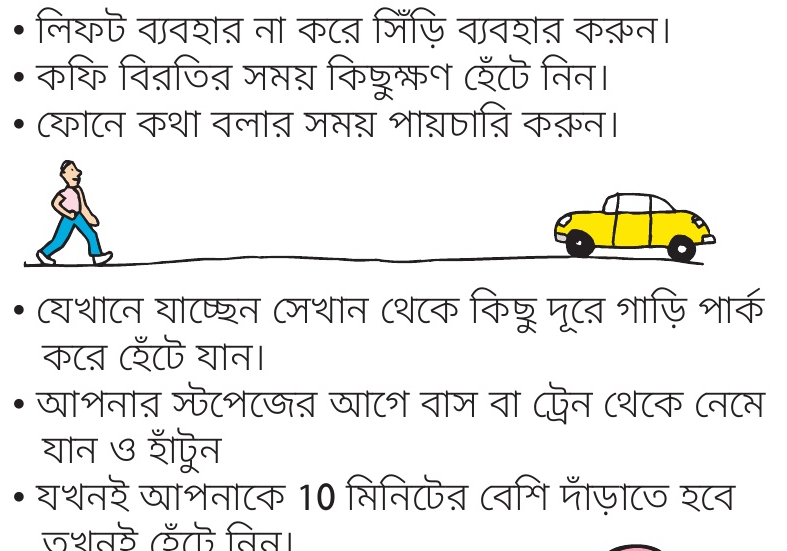 • লিফট ব্যবহার না করে সিঁড়ি ব্যবহার করুন।
• কফি বিরতির সময় কিছুক্ষণ হেঁটে নিন।
• ফোনে কথা বলার সময় পায়চারি করুন।
• যেখানে যাচ্ছেন সেখান থেকে কিছু দূরে গাড়ি পার্ক
করে হেঁটে যান।
• আপনার স্টপেজের আগে বাস বা ট্রেন থেকে নেমে
যান ও হাঁটুন
• যখনই আপনাকে 10 মিনিটের বেশি দাঁড়াতে হবে
তখনই হেঁটে নিন।